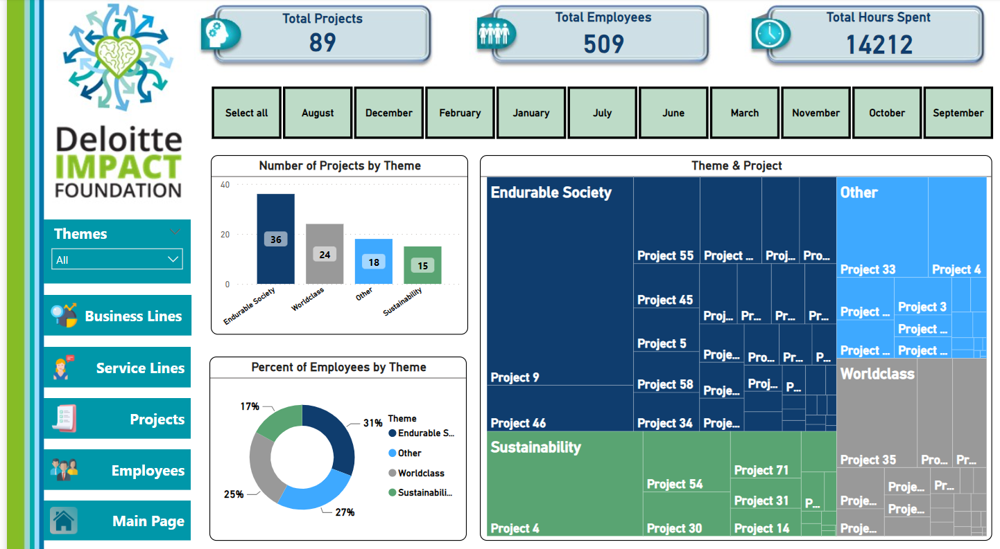 Deloitte
IMPACT
FOUNDATION
Total Projects
89
Total Employees
509
Total Hours Spent
14212
Select all
August
December
February
January
July
June
March
November
October
September
Themes
All
Business Lines
Service Lines
Projects
Employees
Main Page
Number of Projects by Theme
40
20
0
36
24
18
15
Endurable Society
Worldclass
Other
Sustainability
Percent of Employees by Theme
17%
31%
25%
27%
Theme
Endurable S...
Other
Worldclass
Sustainabili...
Theme & Project
Endurable Society
Project 9
Project 46
Project 55
Project ...
Proj...
Pro...
Project 45
Proj...
Pr...
Pr...
Pr...
Project 5
Proje...
Pro...
Pr...
P...
Project 58
Proje...
Proj...
P...
Project 34
Proje...
Sustainability
Project 4
Project 54
Project 30
Project 71
Project 31
Project 14
P...
Other
Project 33
Project 4
Project ...
Project 3
Project ...
Project ...
Project ...
Worldclass
Project 35
Pro...
Pr...
Proje...
Proje...
Pr...
Proje...
Proje...